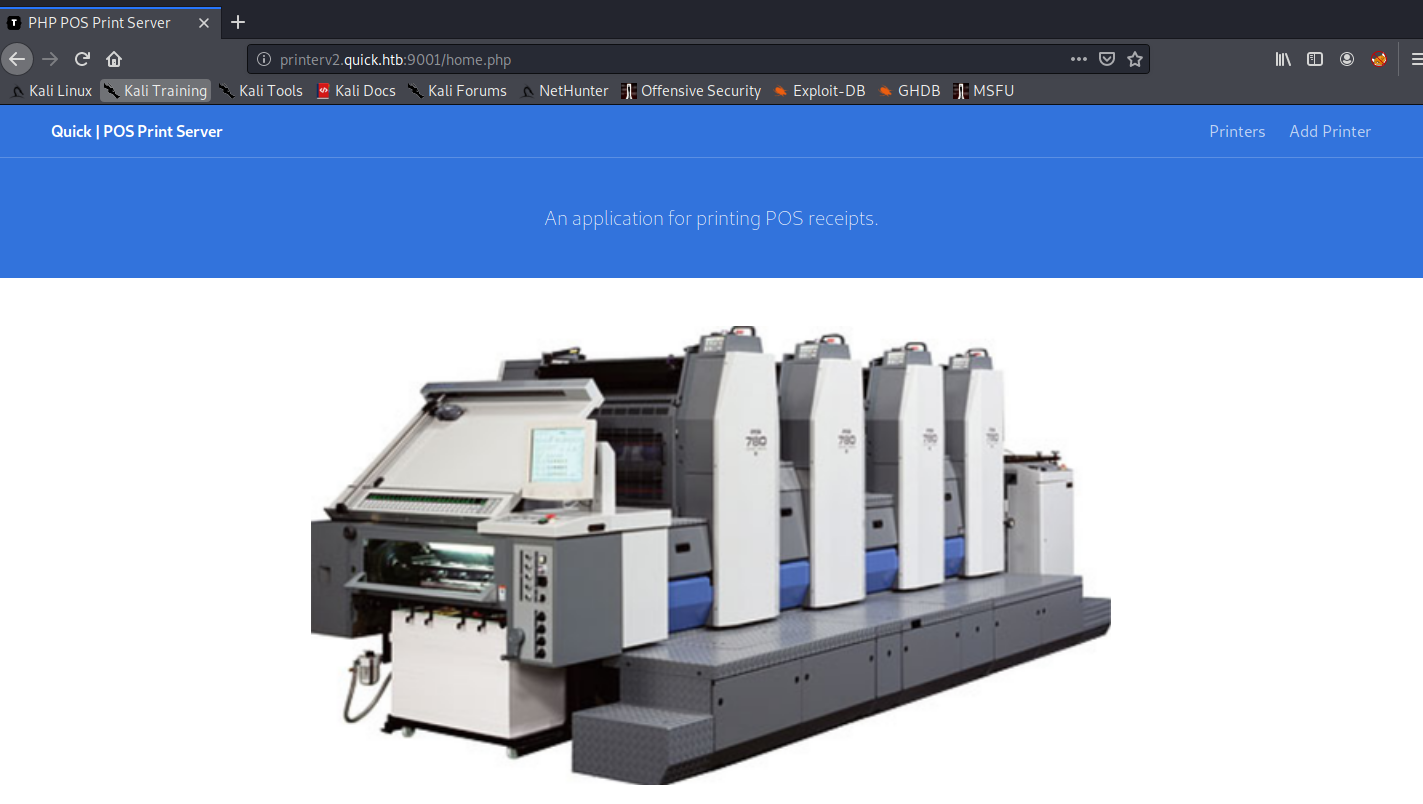 PHP POS Print Server
printerv2.quick.htb:9001/home.php
Kali Linux Kali Training Kali Tools Kali Docs Kali Forums NetHunter Offensive Security Exploit-DB GHDB MSFU
Quick | POS Print Server Printers Add Printer
An application for printing POS receipts.
780 780 780 780